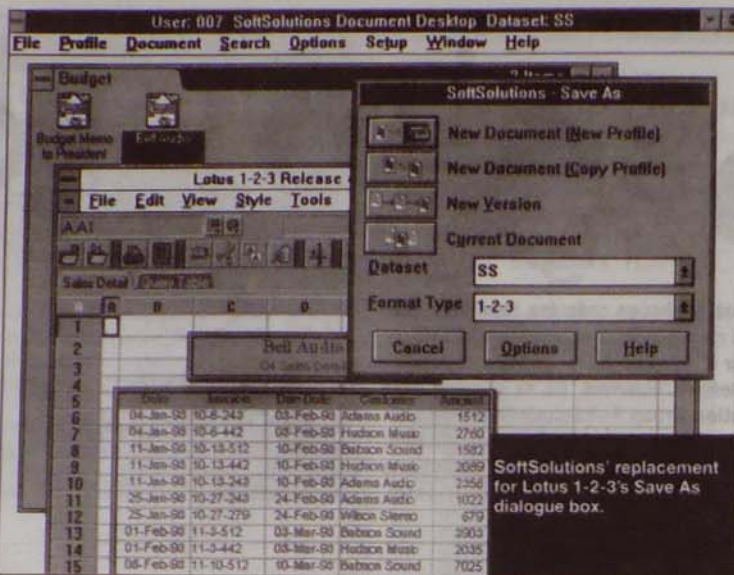 User: 007 SoftSolutions Document Desktop Dataset: SS
File Profile Document Search Options Setup Window Help
Budget
Budget Memo
to President
SoftSolutions - Save As
New Document (New Profile)
New Document (Copy Profile)
New Version
Current Document
Dataset SS
Format Type 1-2-3
Cancel Options Help
Lotus 1-2-3 Release
File Edit View Style Tools
A:A1
Sales Detail
A B C D
1
2 Bell Audio
3
4
5 Date Invoice Due Date Customer Amount
6 04-Jan-93 10-6-243 03-Feb-93 Adams Audio 1512
7 04-Jan-93 10-6-442 03-Feb-93 Hudson Music 2760
8 11-Jan-93 10-13-512 10-Feb-93 Babson Sound 1582
9 11-Jan-93 10-13-442 10-Feb-93 Hudson Music 2089
10 11-Jan-93 10-13-243 10-Feb-93 Adams Audio 2356
11 25-Jan-93 10-27-243 24-Feb-93 Adams Audio 1022
12 25-Jan-93 10-27-279 24-Feb-93 Wilson Stereo 679
13 01-Feb-93 11-3-512 03-Mar-93 Babson Sound 3903
14 01-Feb-93 11-3-442 03-Mar-93 Hudson Music 2035
15 08-Feb-93 11-10-512 10-Mar-93 Babson Sound 7025
SoftSolutions' replacement
for Lotus 1-2-3's Save As
dialogue box.